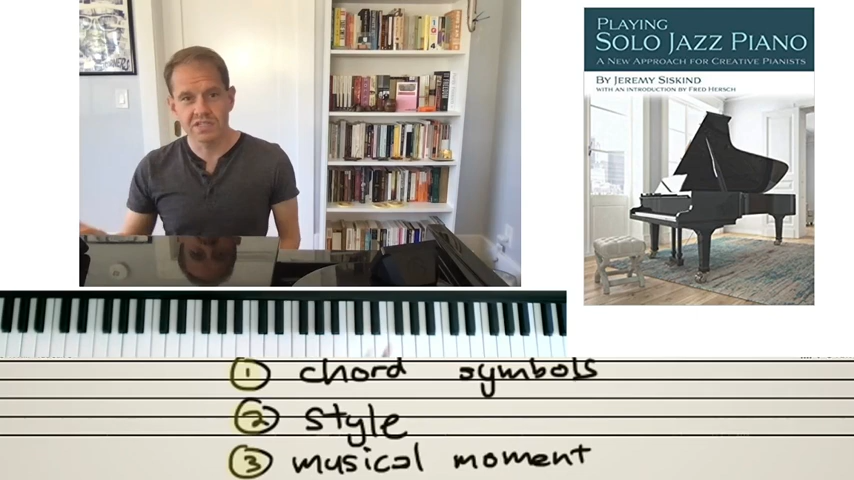 PLAYING
SOLO JAZZ PIANO
A NEW APPROACH FOR CREATIVE PIANISTS
BY JEREMY SISKIND
WITH AN INTRODUCTION BY FRED HERSCH
① chord symbols
② style
③ musical moment